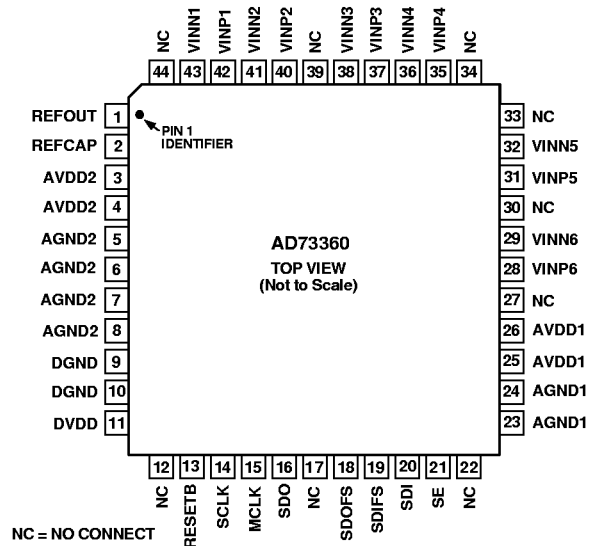 NC VINN1 VINP1 VINN2 VINP2 NC VINN3 VINP3 VINN4 VINP4 NC
44 43 42 41 40 39 38 37 36 35 34
REFOUT 1
REFCAP 2
AVDD2 3
AVDD2 4
AGND2 5
AGND2 6
AGND2 7
AGND2 8
DGND 9
DGND 10
DVDD 11
PIN 1
IDENTIFIER
AD73360
TOP VIEW
(Not to Scale)
33 NC
32 VINN5
31 VINP5
30 NC
29 VINN6
28 VINP6
27 NC
26 AVDD1
25 AVDD1
24 AGND1
23 AGND1
12 13 14 15 16 17 18 19 20 21 22
NC RESETB SCLK MCLK SDO NC SDOFS SDIFS SDI SE NC
NC = NO CONNECT